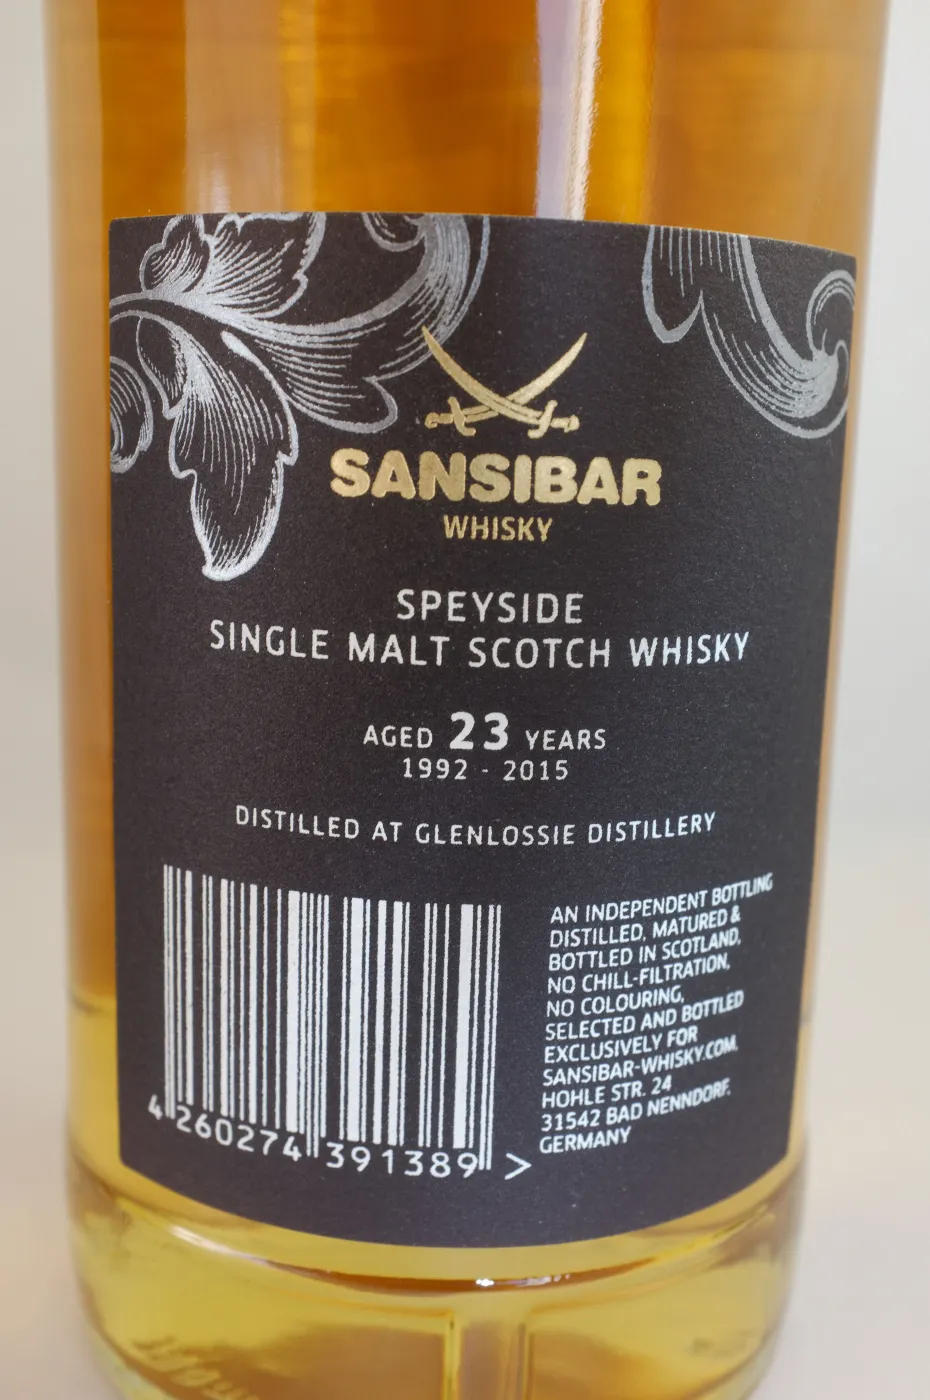 SANSIBAR
WHISKY
SPEYSIDE
SINGLE MALT SCOTCH WHISKY
AGED 23 YEARS
1992 - 2015
DISTILLED AT GLENLOSSIE DISTILLERY
AN INDEPENDENT BOTTLING
DISTILLED, MATURED &
BOTTLED IN SCOTLAND,
NO CHILL-FILTRATION,
NO COLOURING,
SELECTED AND BOTTLED
EXCLUSIVELY FOR
SANSIBAR-WHISKY.COM,
HOHLE STR. 24
31542 BAD NENNDORF,
GERMANY
4 260274 391389 >